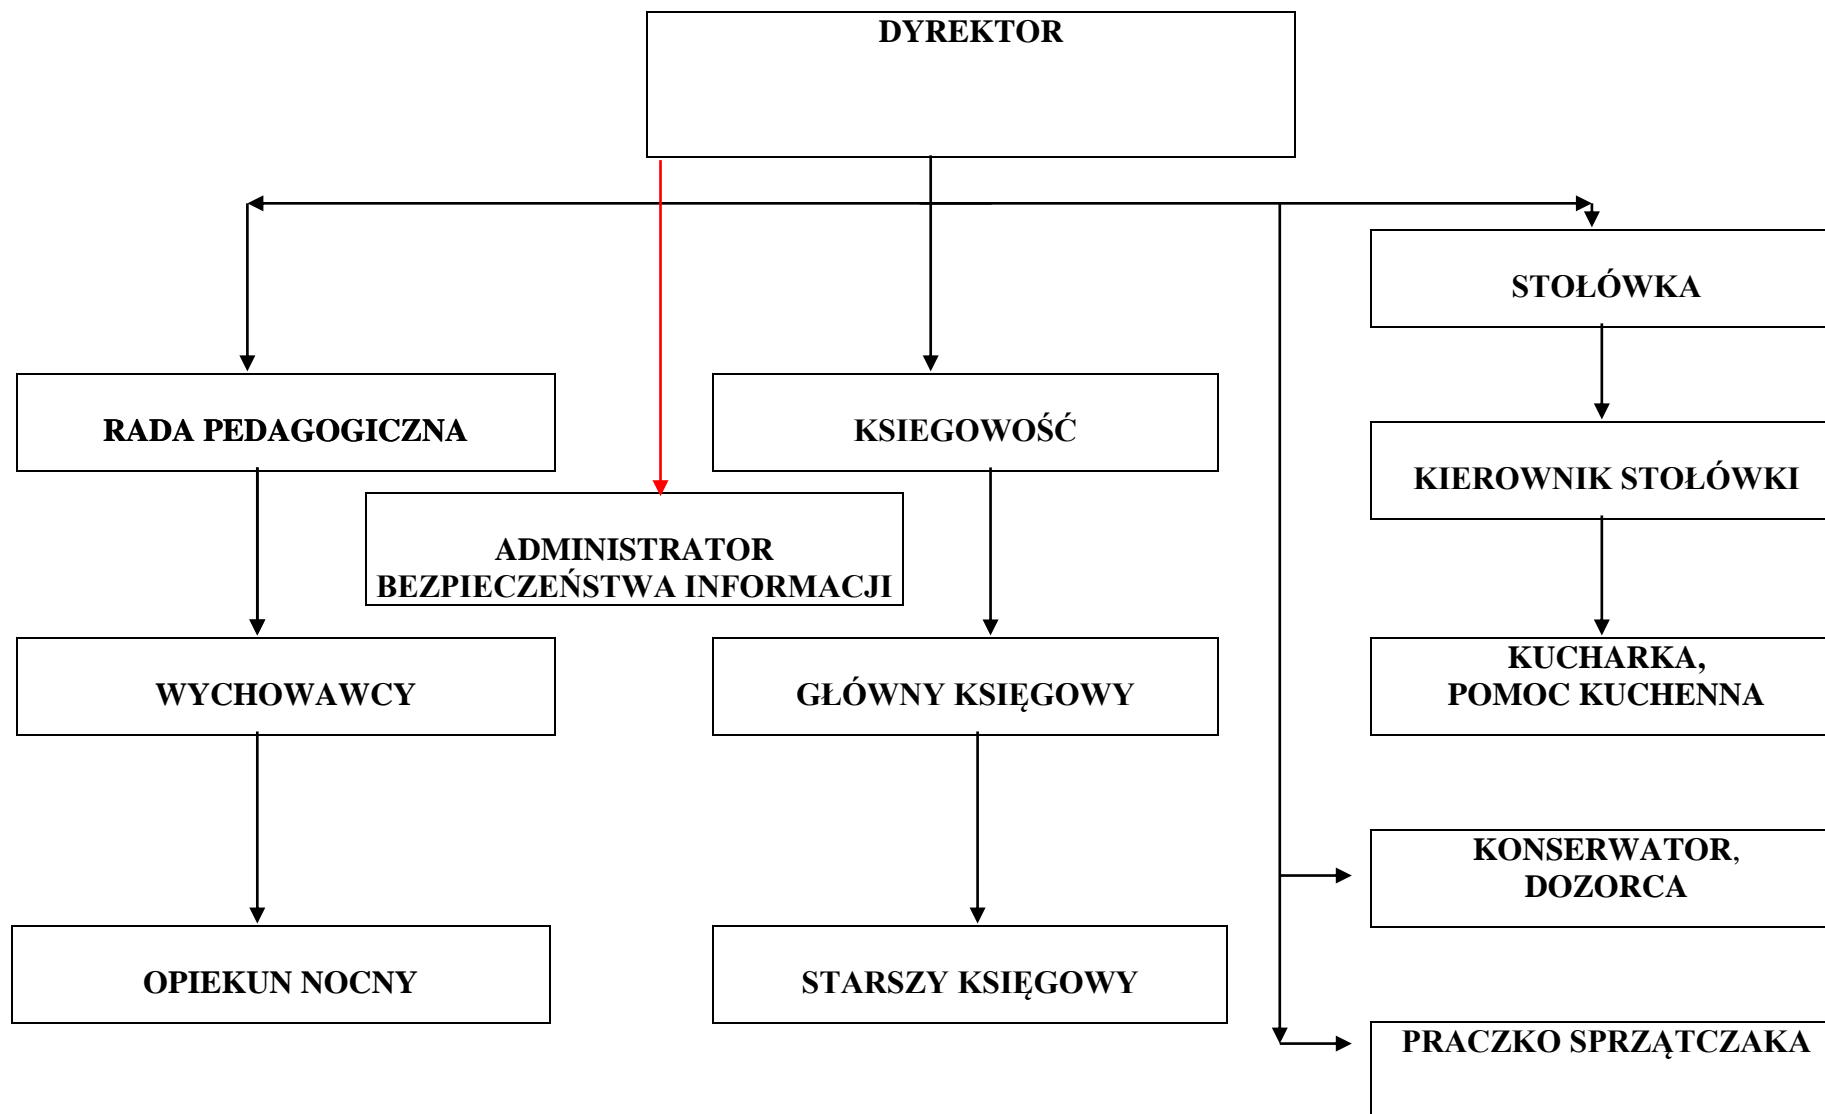 DYREKTOR
STOŁÓWKA
RADA PEDAGOGICZNA
KSIEGOWOŚĆ
KIEROWNIK STOŁÓWKI
ADMINISTRATOR
BEZPIECZEŃSTWA INFORMACJI
WYCHOWAWCY
GŁÓWNY KSIĘGOWY
KUCHARKA,
POMOC KUCHENNA
KONSERWATOR,
DOZORCA
OPIEKUN NOCNY
STARSZY KSIĘGOWY
PRACZKO SPRZĄTCZAKA